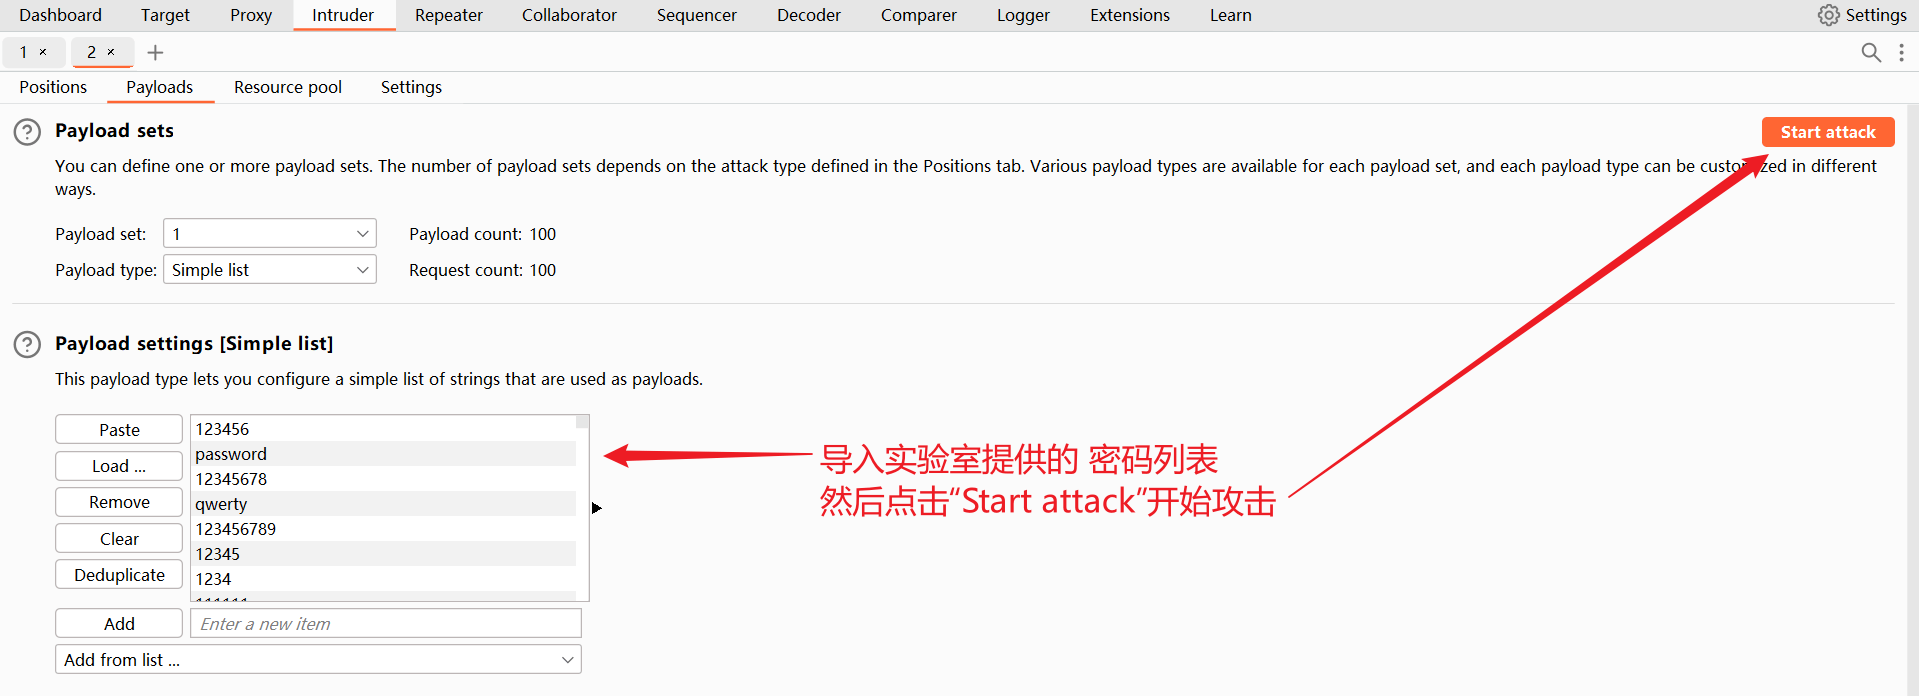 Dashboard Target Proxy Intruder Repeater Collaborator Sequencer Decoder Comparer Logger Extensions Learn Settings
1 × 2 × +
Positions Payloads Resource pool Settings
? Payload sets
Start attack
You can define one or more payload sets. The number of payload sets depends on the attack type defined in the Positions tab. Various payload types are available for each payload set, and each payload type can be customized in different
ways.
Payload set: 1 Payload count: 100
Payload type: Simple list Request count: 100
? Payload settings [Simple list]
This payload type lets you configure a simple list of strings that are used as payloads.
Paste
Load ...
Remove
Clear
Deduplicate
123456
password
12345678
qwerty
123456789
12345
1234
111111
Add Enter a new item
Add from list ...
导入实验室提供的 密码列表
然后点击“Start attack”开始攻击